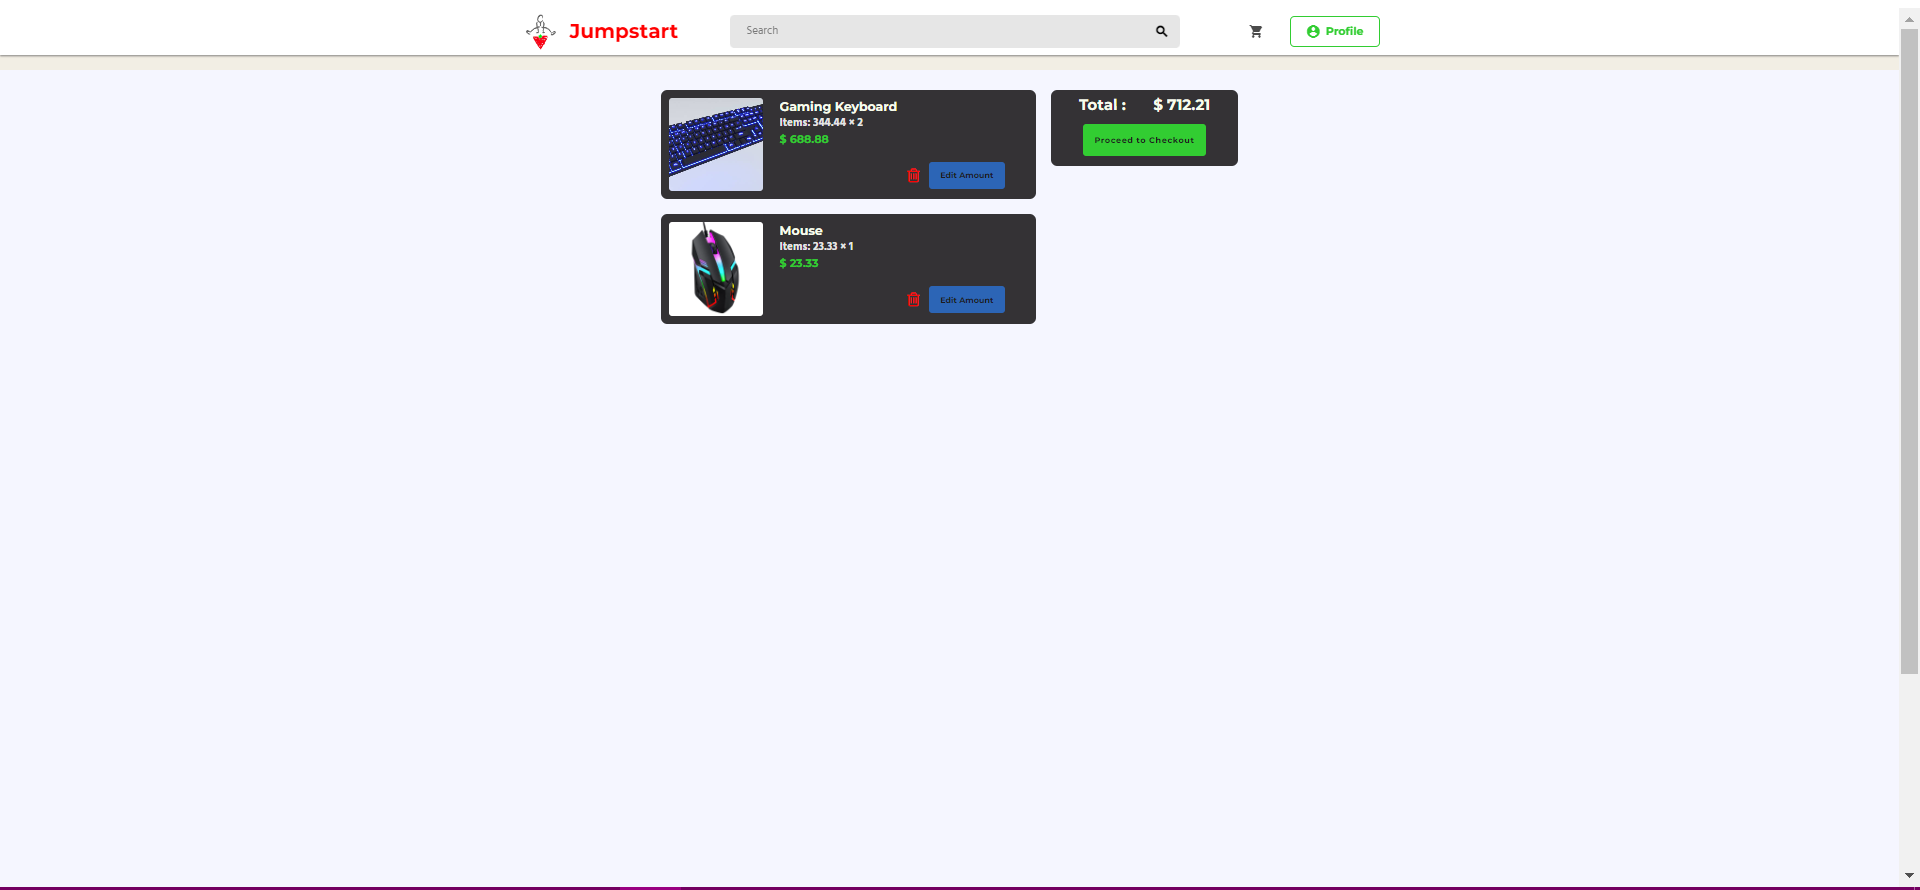 Jumpstart
Search
Profile
Gaming Keyboard
Items: 344.44 × 2
$ 688.88
Edit Amount
Mouse
Items: 23.33 × 1
$ 23.33
Edit Amount
Total : $ 712.21
Proceed to Checkout